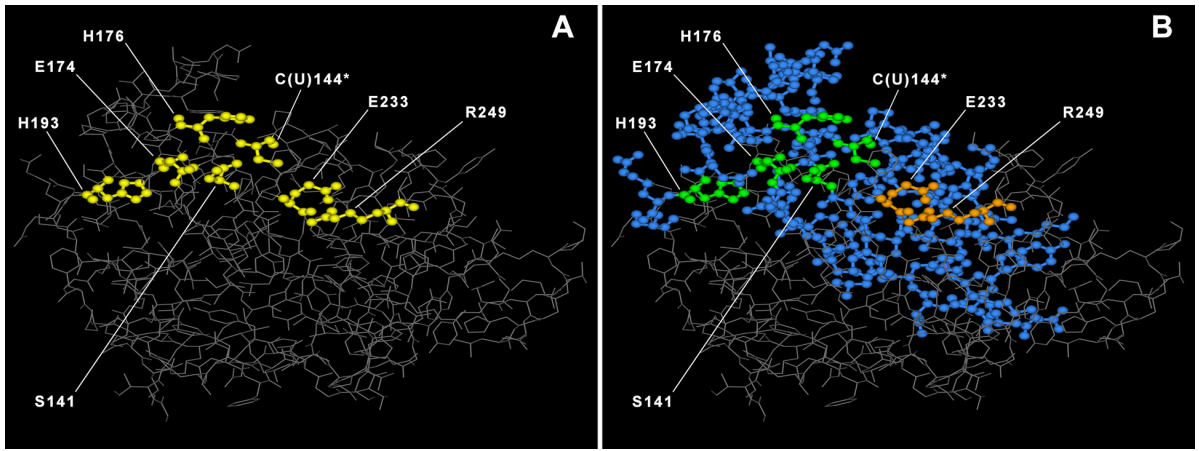 A
H176
E174
C(U)144*
E233
H193
R249
S141
B
H176
E174
C(U)144*
E233
H193
R249
S141